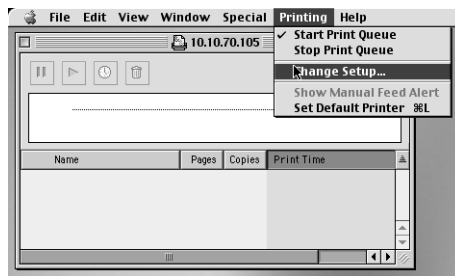 File Edit View Window Special Printing Help
10.10.70.105
✓ Start Print Queue
Stop Print Queue
Change Setup...
Show Manual Feed Alert
Set Default Printer ⌘L
Name Pages Copies Print Time